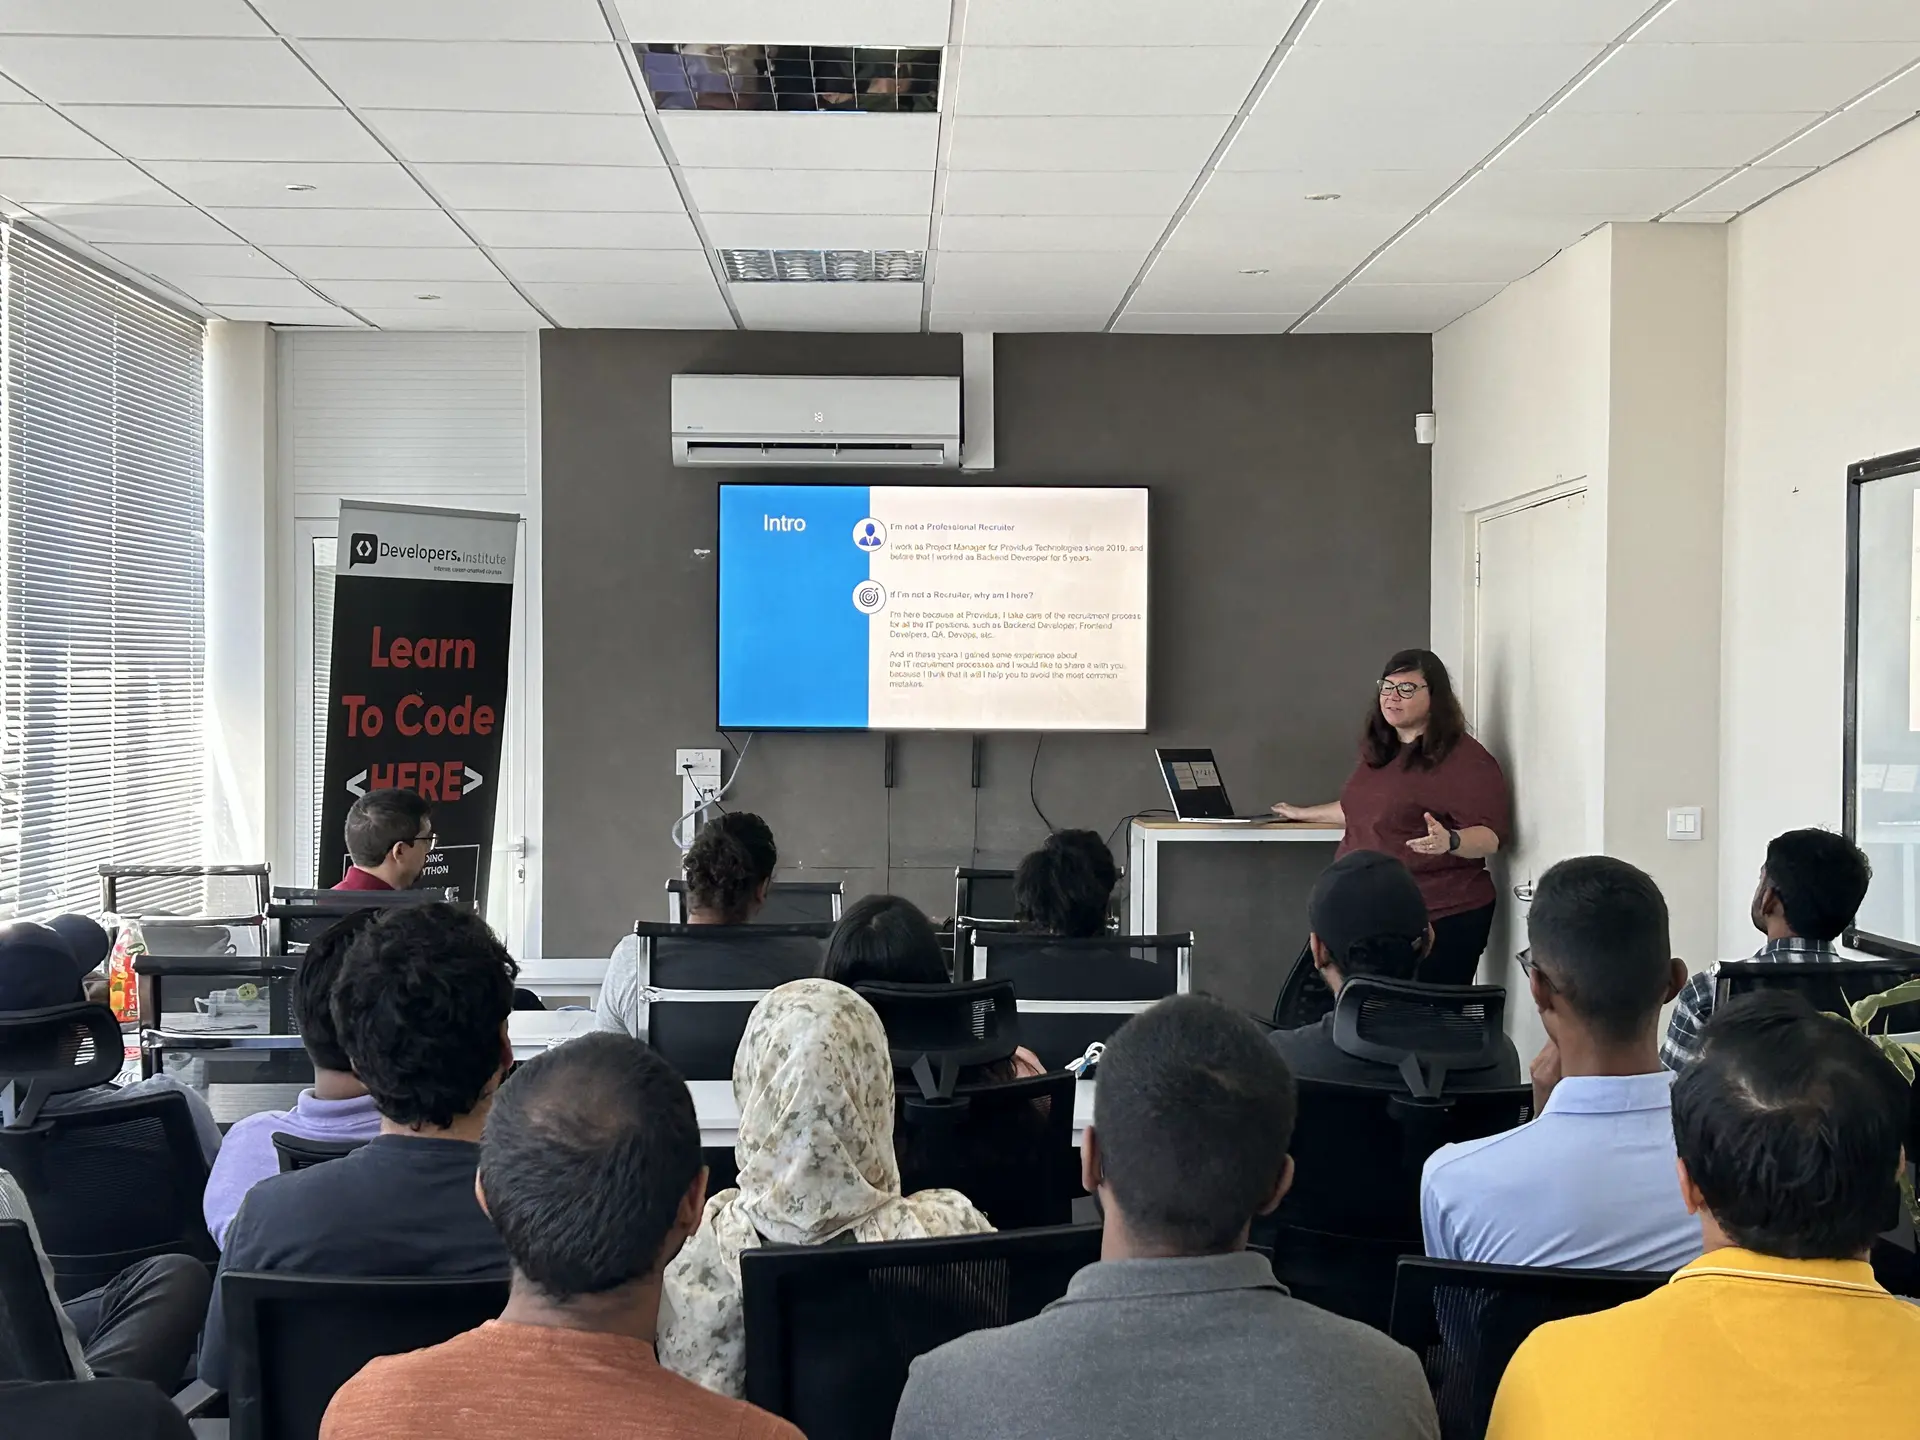 Intro
I'm not a Professional Recruiter
I work as Project Manager for Providus Technologies since 2019, and
before that I worked as Backend Developer for 5 years.
If I'm not a Recruiter, why am I here?
I'm here because at Providus, I take care of the recruitment process
for all the IT positions, such as Backend Developer, Frontend
Develpers, QA, Devops, etc.
And in these years I gained some experience about
the IT recruitment processes and I would like to share it with you,
because I think that it will help you to avoid the most common
mistakes.
Developers.Institute
Learn
To Code
<HERE>
DING
YTHON